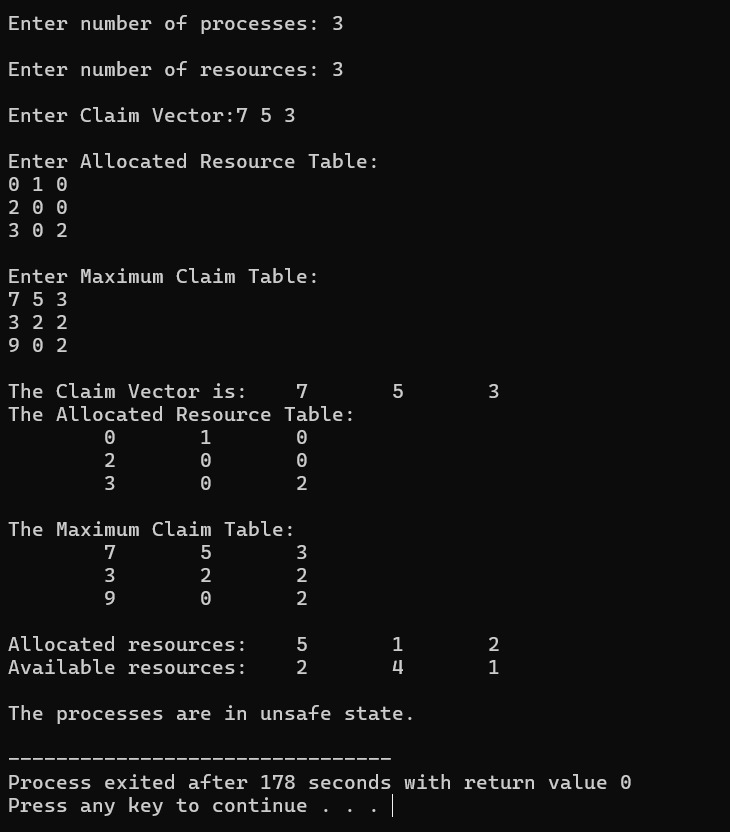 Enter number of processes: 3
Enter number of resources: 3
Enter Claim Vector:7 5 3
Enter Allocated Resource Table:
0 1 0
2 0 0
3 0 2
Enter Maximum Claim Table:
7 5 3
3 2 2
9 0 2
The Claim Vector is:    7       5       3
The Allocated Resource Table:
        0       1       0
        2       0       0
        3       0       2
The Maximum Claim Table:
        7       5       3
        3       2       2
        9       0       2
Allocated resources:    5       1       2
Available resources:    2       4       1
The processes are in unsafe state.
--------------------------------
Process exited after 178 seconds with return value 0
Press any key to continue . . .